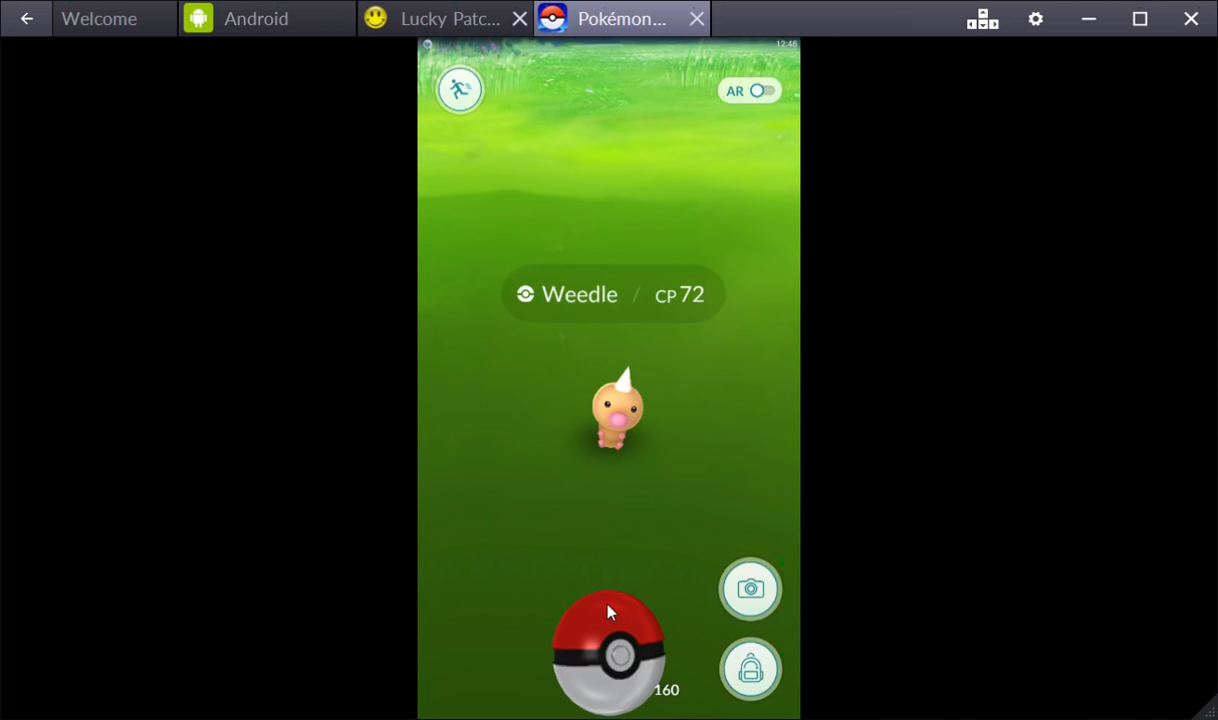 Welcome
Android
Lucky Patc...
Pokémon...
12:46
AR
Weedle / CP 72
160